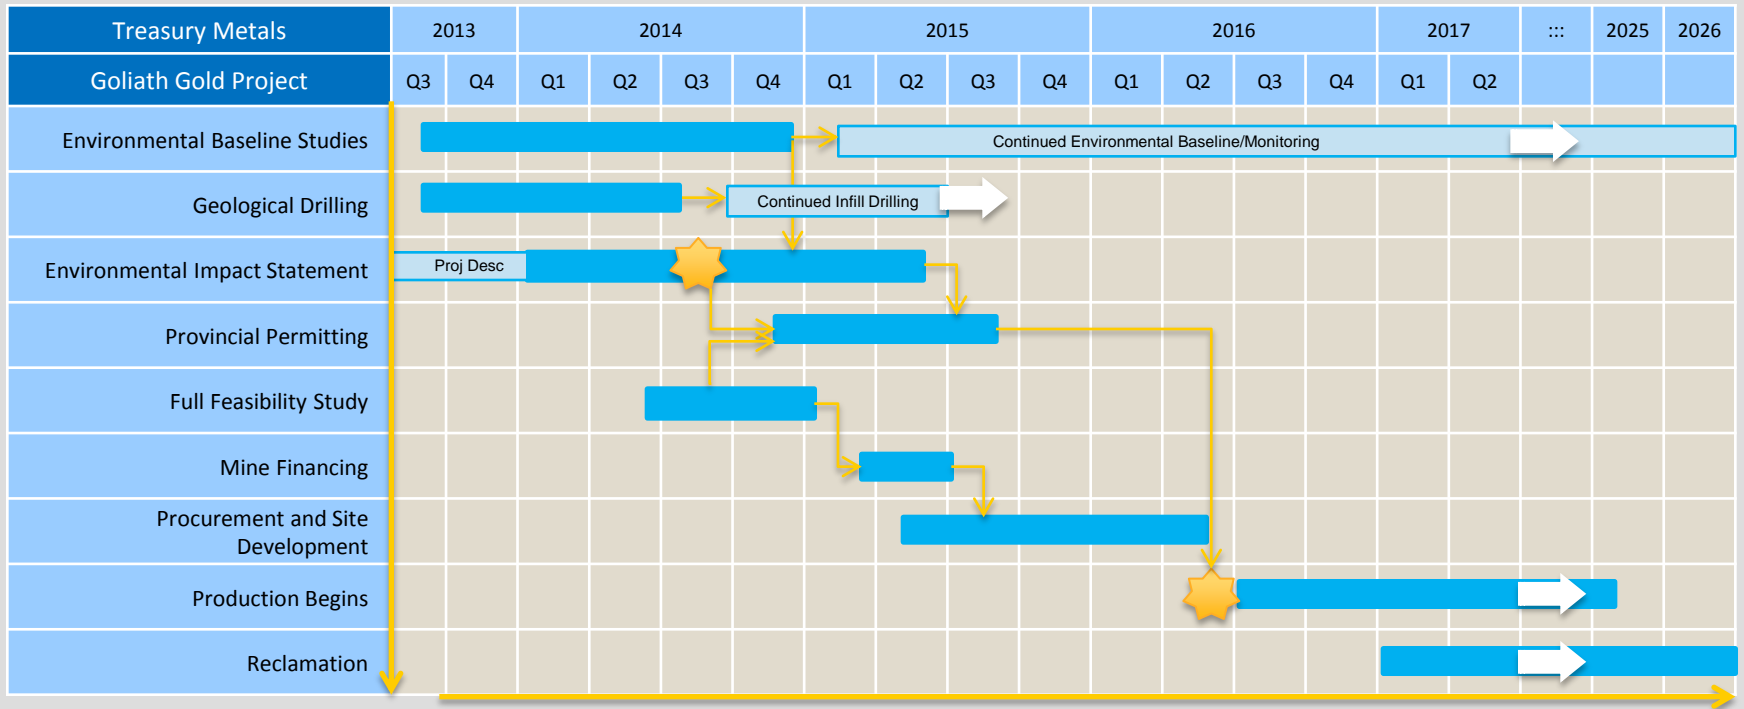 Treasury Metals 2013 2014 2015 2016 2017 ::: 2025 2026
Goliath Gold Project Q3 Q4 Q1 Q2 Q3 Q4 Q1 Q2 Q3 Q4 Q1 Q2 Q3 Q4 Q1 Q2
Environmental Baseline Studies
Continued Environmental Baseline/Monitoring
Geological Drilling
Continued Infill Drilling
Environmental Impact Statement
Proj Desc
Provincial Permitting
Full Feasibility Study
Mine Financing
Procurement and Site
Development
Production Begins
Reclamation